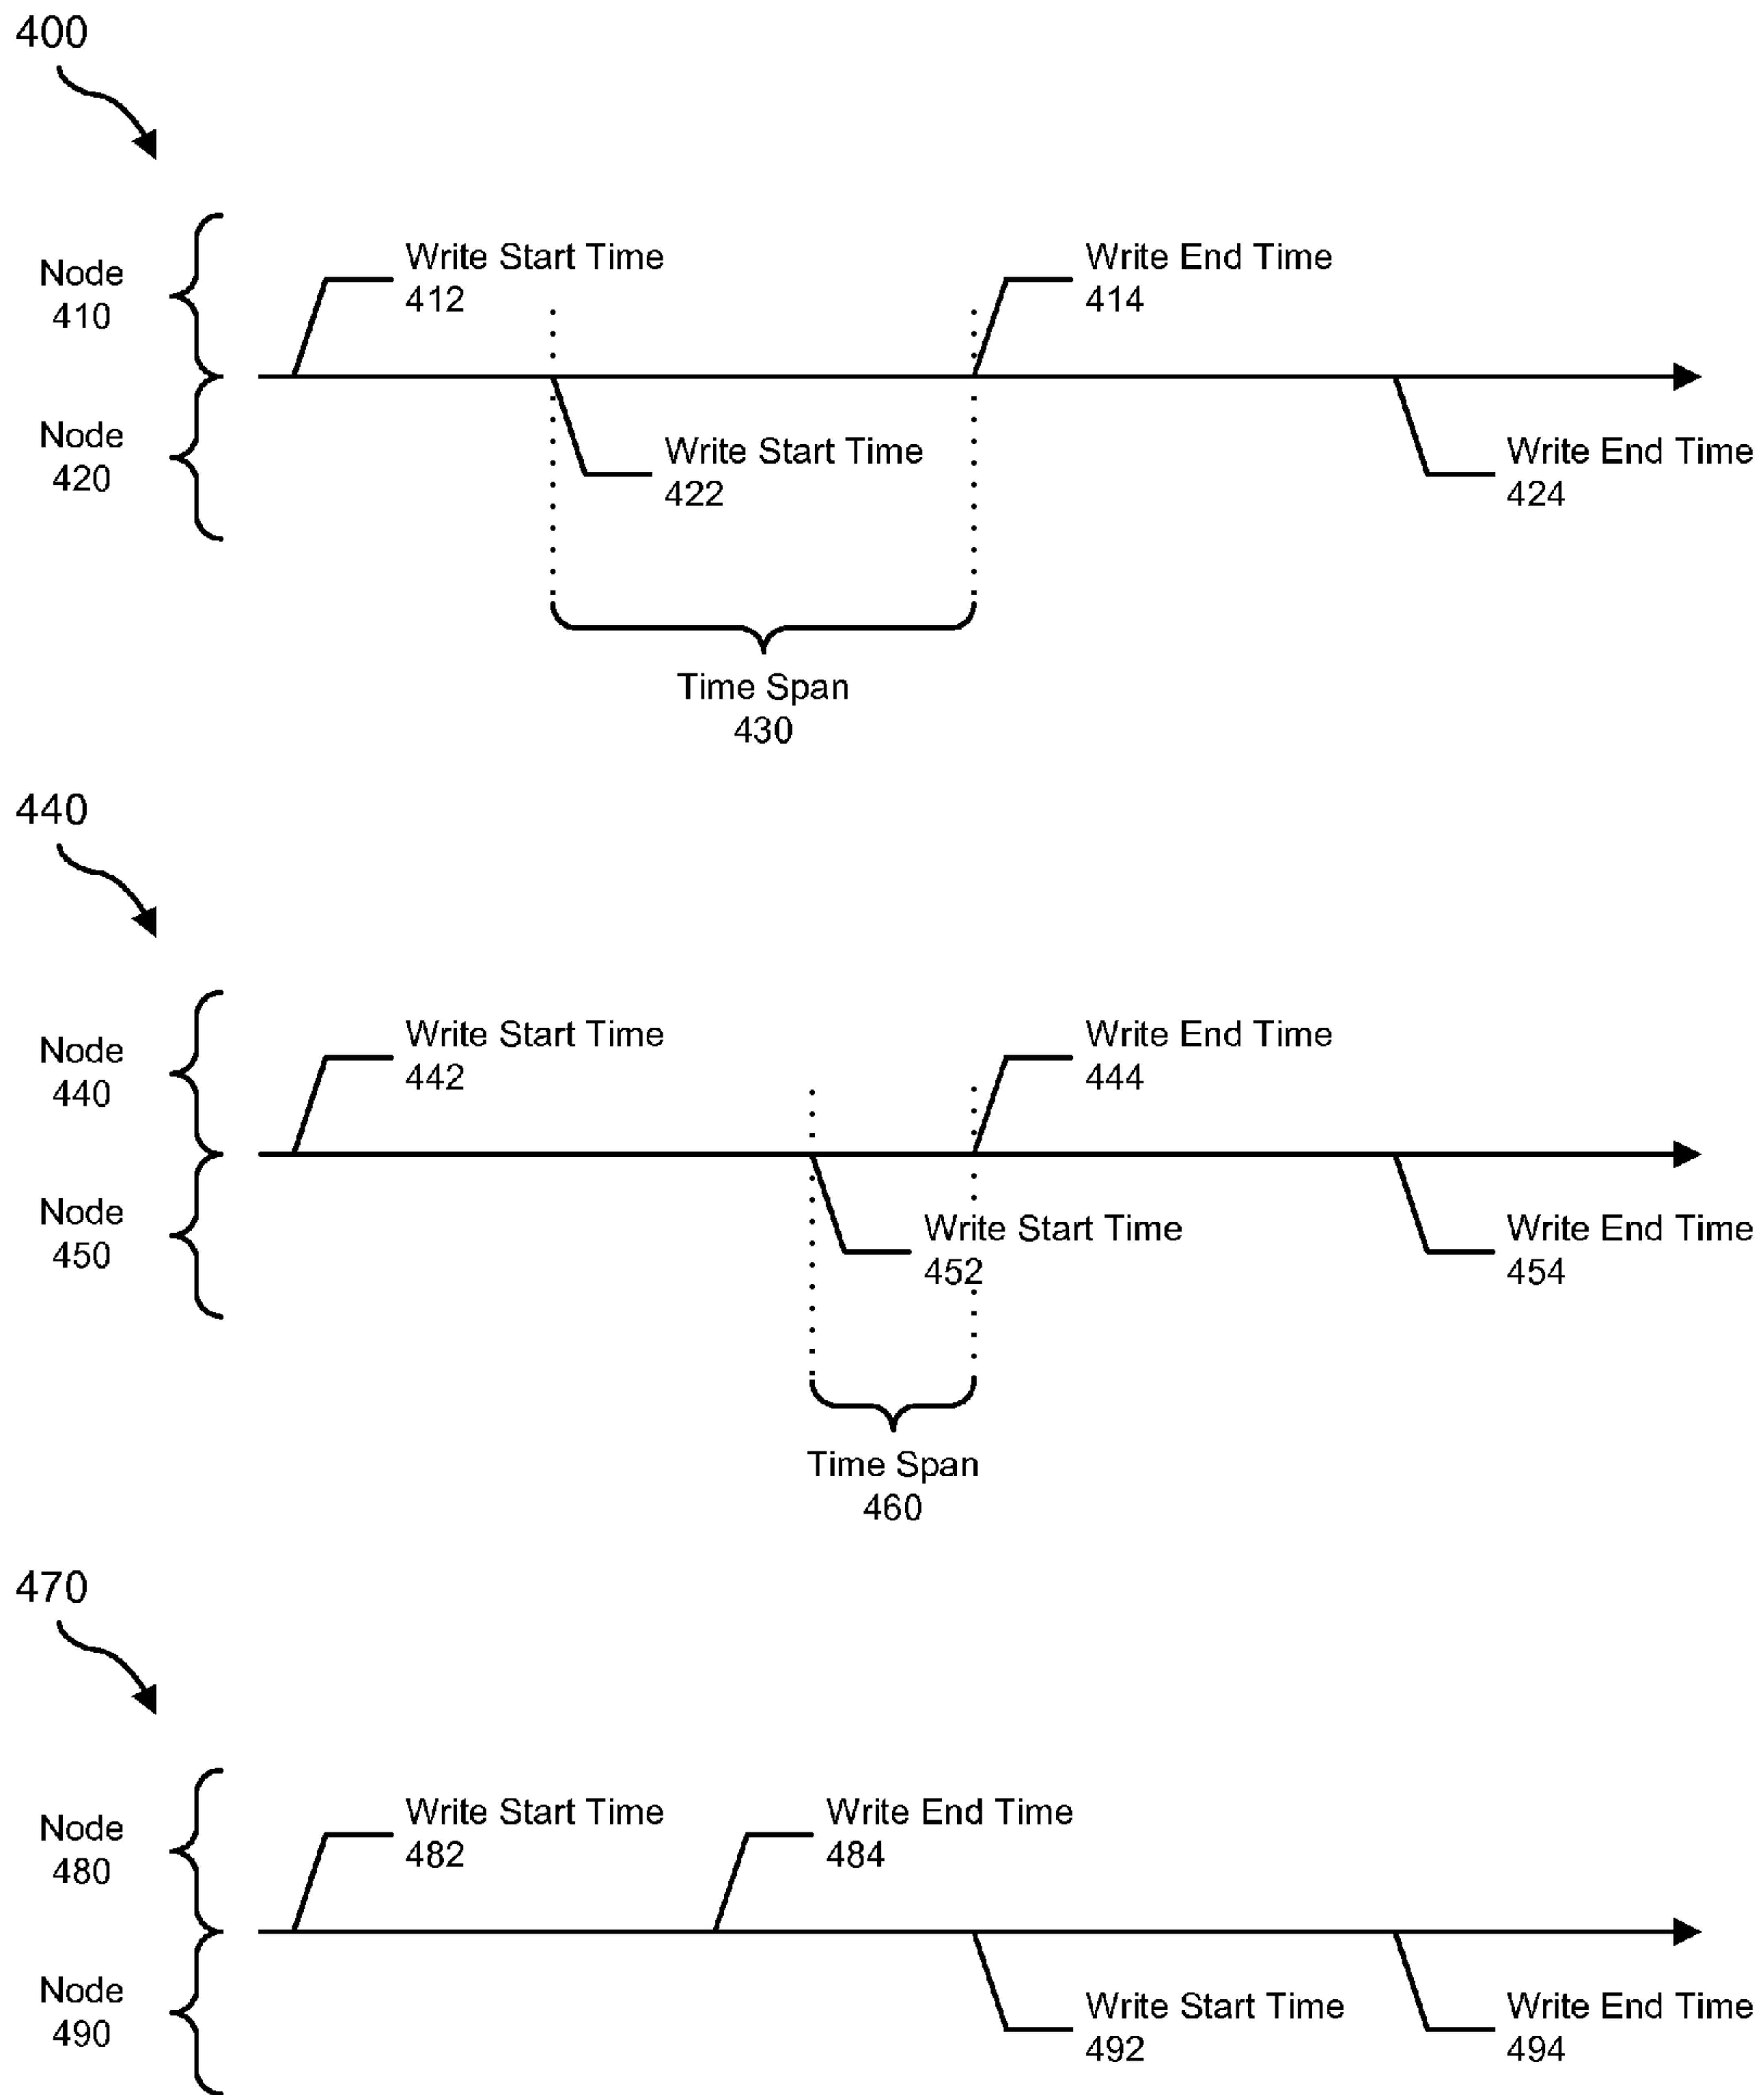 400
Node
410
Write Start Time
412
Write End Time
414
Node
420
Write Start Time
422
Write End Time
424
Time Span
430
440
Node
440
Write Start Time
442
Write End Time
444
Node
450
Write Start Time
452
Write End Time
454
Time Span
460
470
Node
480
Write Start Time
482
Write End Time
484
Node
490
Write Start Time
492
Write End Time
494